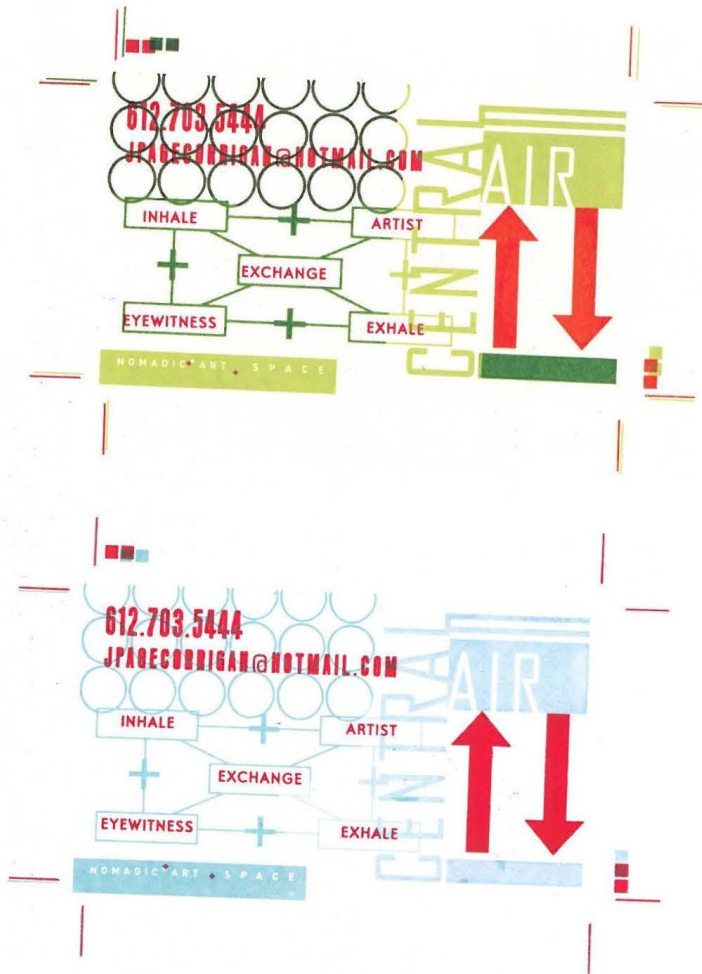 612.703.5444
JPAGECORRIGAN@HOTMAIL.COM
INHALE
ARTIST
EXCHANGE
EYEWITNESS
EXHALE
NOMADIC ART SPACE
CENTRAL
AIR
612.703.5444
JPAGECORRIGAN@HOTMAIL.COM
INHALE
ARTIST
EXCHANGE
EYEWITNESS
EXHALE
NOMADIC ART SPACE
CENTRAL
AIR